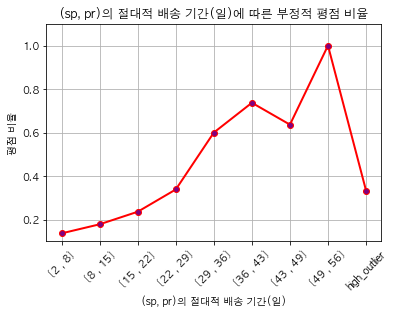 (sp, pr)의 절대적 배송 기간(일)에 따른 부정적 평점 비율
평점 비율
1.0
0.8
0.6
0.4
0.2
(2 , 8)
(8 , 15)
(15 , 22)
(22 , 29)
(29 , 36)
(36 , 43)
(43 , 49)
(49 , 56)
hgh_outlier
(sp, pr)의 절대적 배송 기간(일)